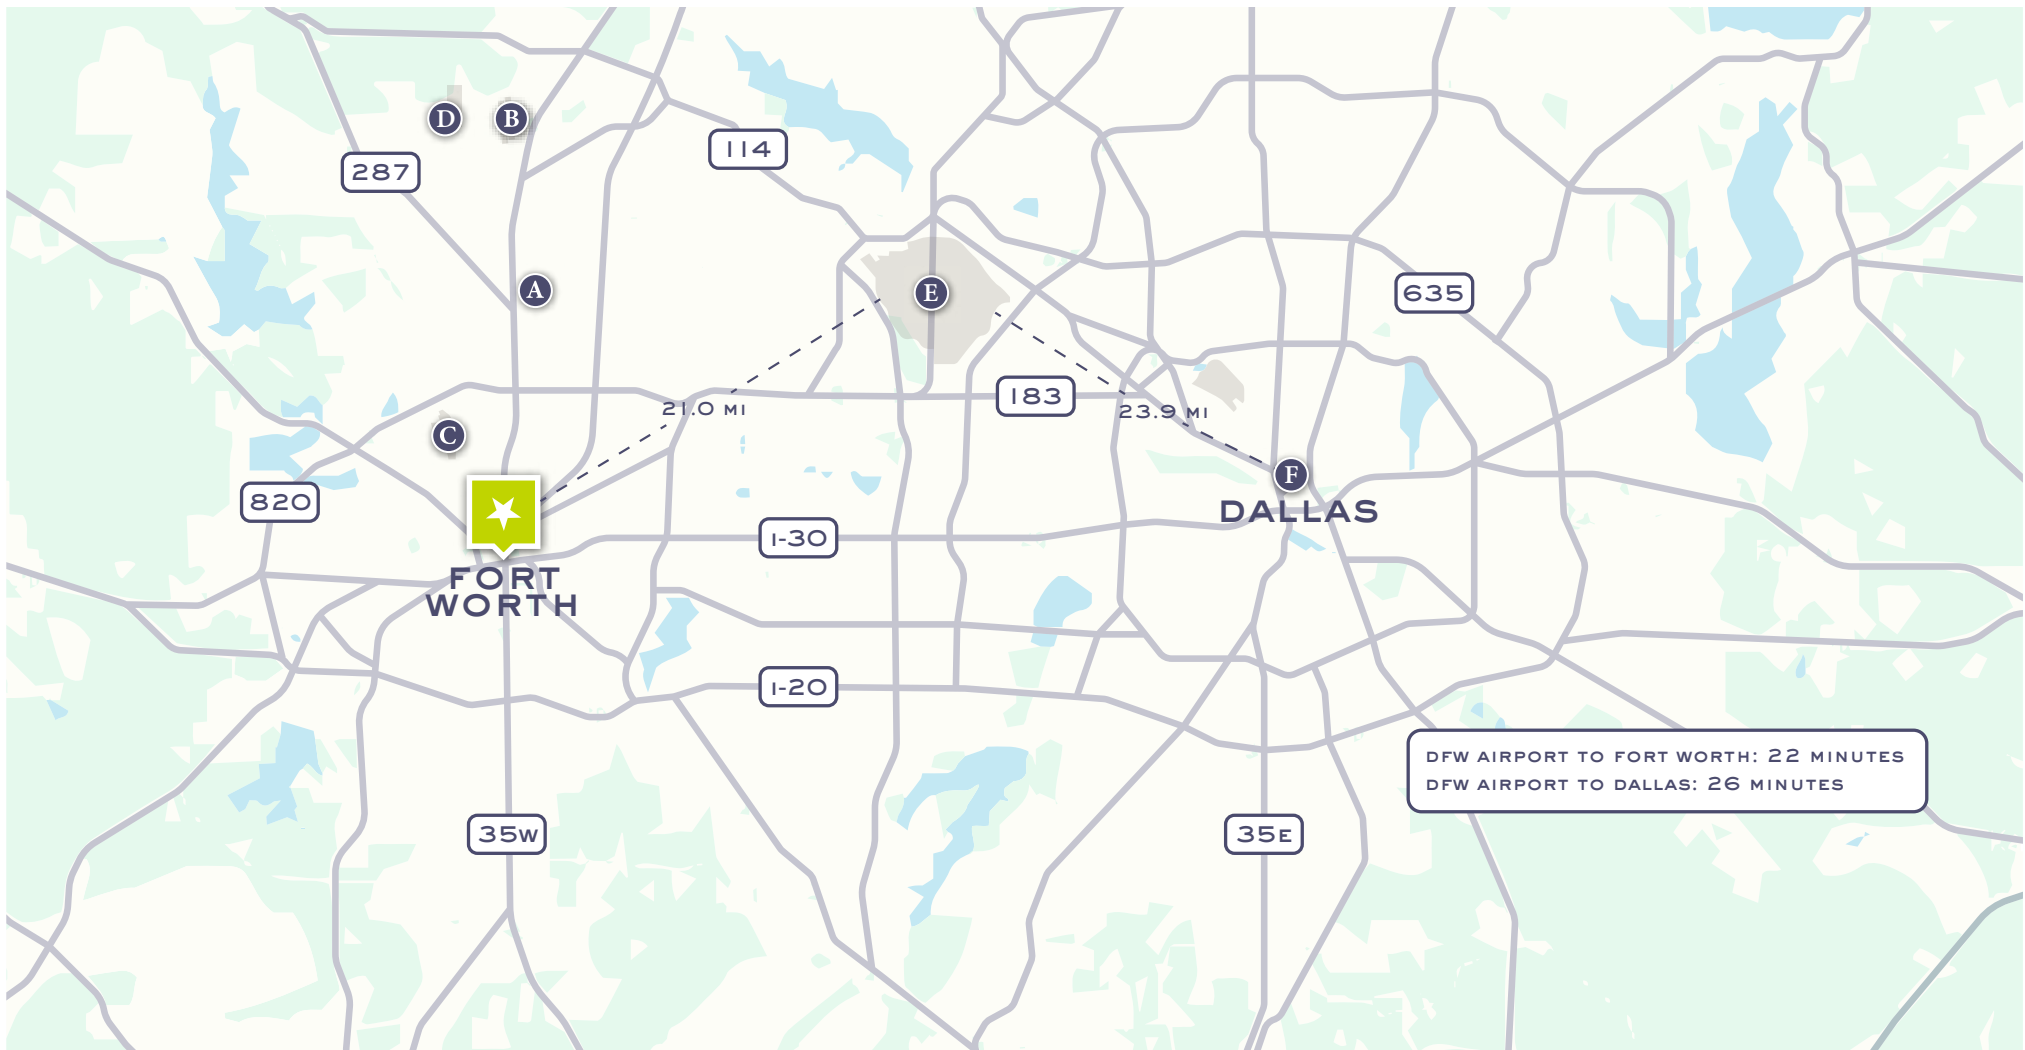 D
B
114
287
A
E
635
183
21.0 MI
23.9 MI
C
820
F
DALLAS
I-30
FORT
WORTH
I-20
DFW AIRPORT TO FORT WORTH: 22 MINUTES
DFW AIRPORT TO DALLAS: 26 MINUTES
35W
35E